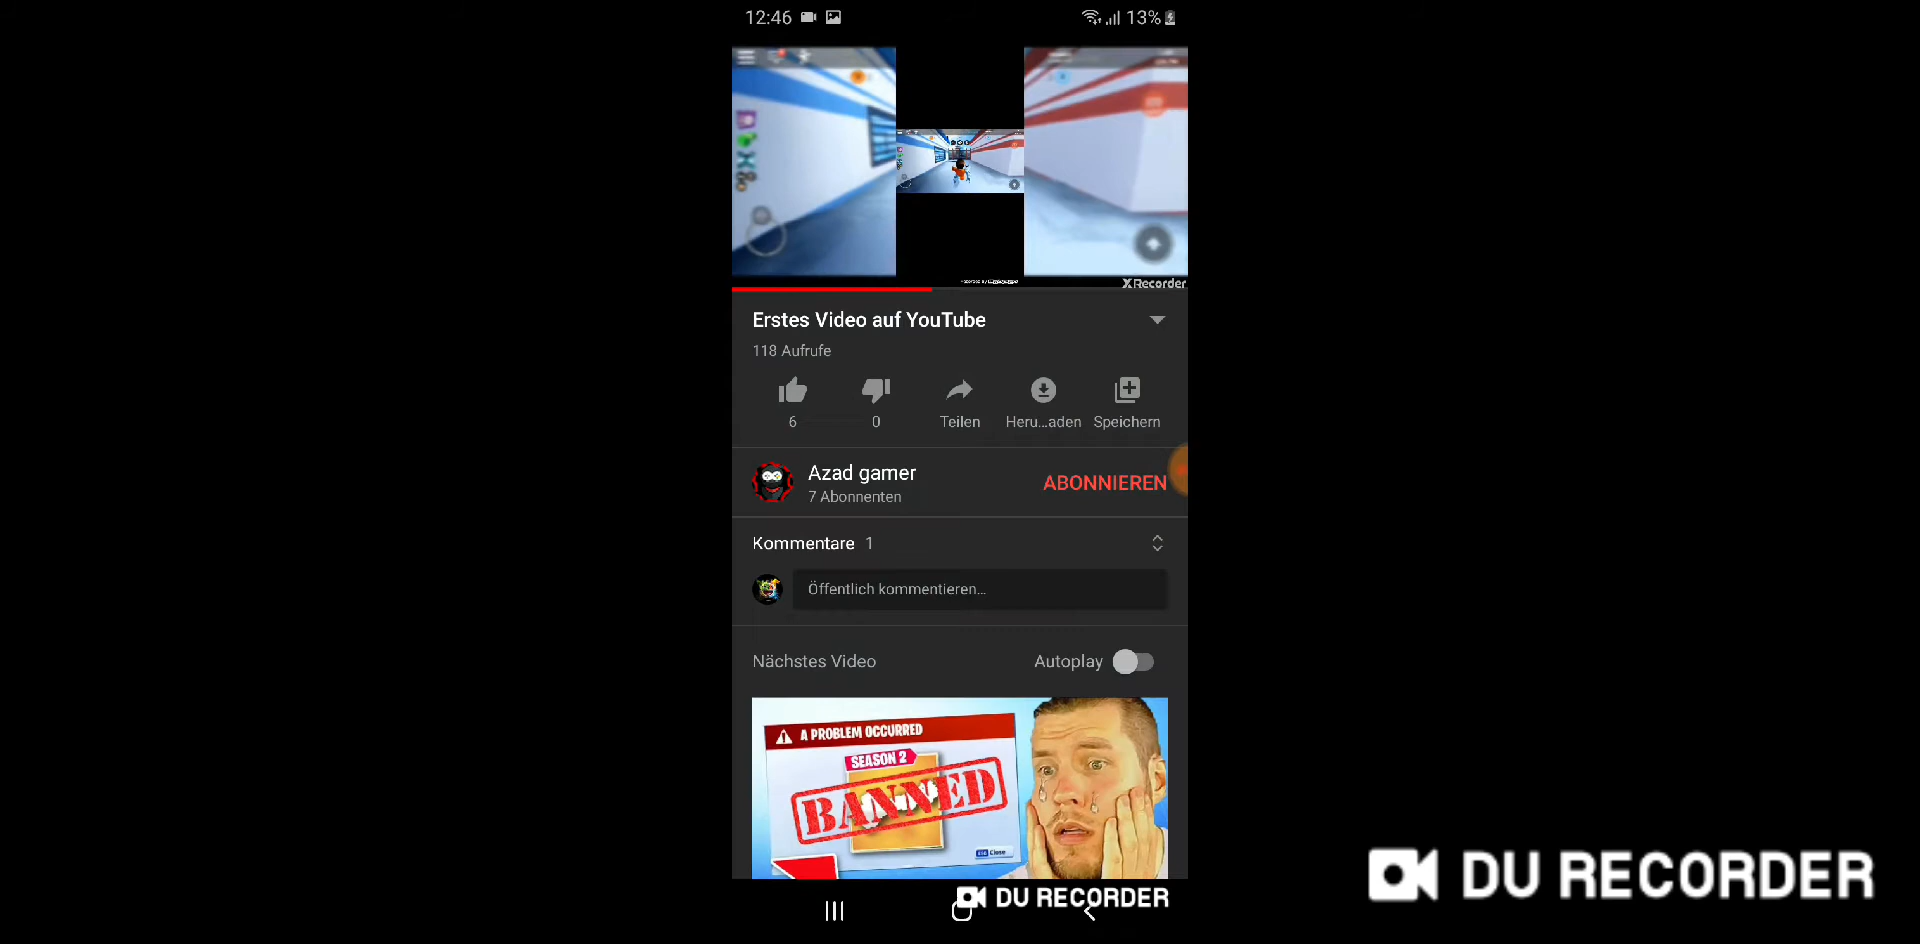 12:46
13%
XRecorder
Erstes Video auf YouTube
118 Aufrufe
6
0
Teilen
Heru...aden
Speichern
Azad gamer
7 Abonnenten
ABONNIEREN
Kommentare 1
Öffentlich kommentieren...
Nächstes Video
Autoplay
A PROBLEM OCCURRED
SEASON 2
BANNED
Close
DU RECORDER
DU RECORDER